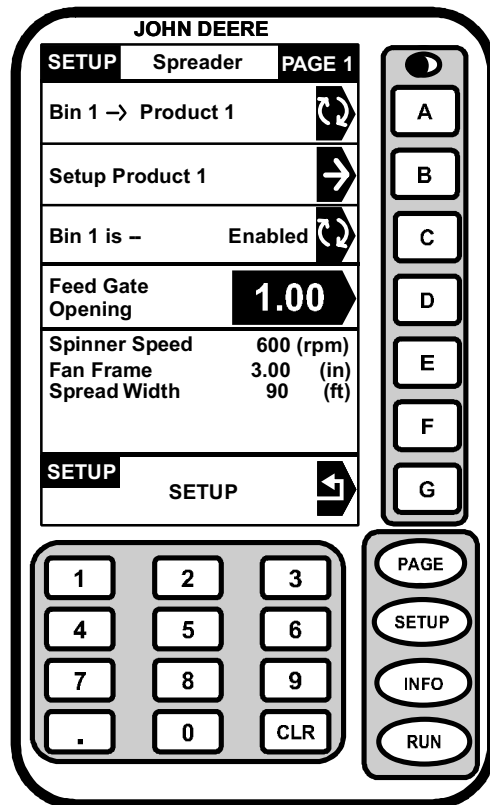 JOHN DEERE
SETUP Spreader PAGE 1
Bin 1 -> Product 1
Setup Product 1
Bin 1 is -- Enabled
Feed Gate
Opening
1.00
Spinner Speed 600 (rpm)
Fan Frame 3.00 (in)
Spread Width 90 (ft)
SETUP
SETUP
A
B
C
D
E
F
G
PAGE
SETUP
INFO
RUN
1 2 3
4 5 6
7 8 9
. 0 CLR